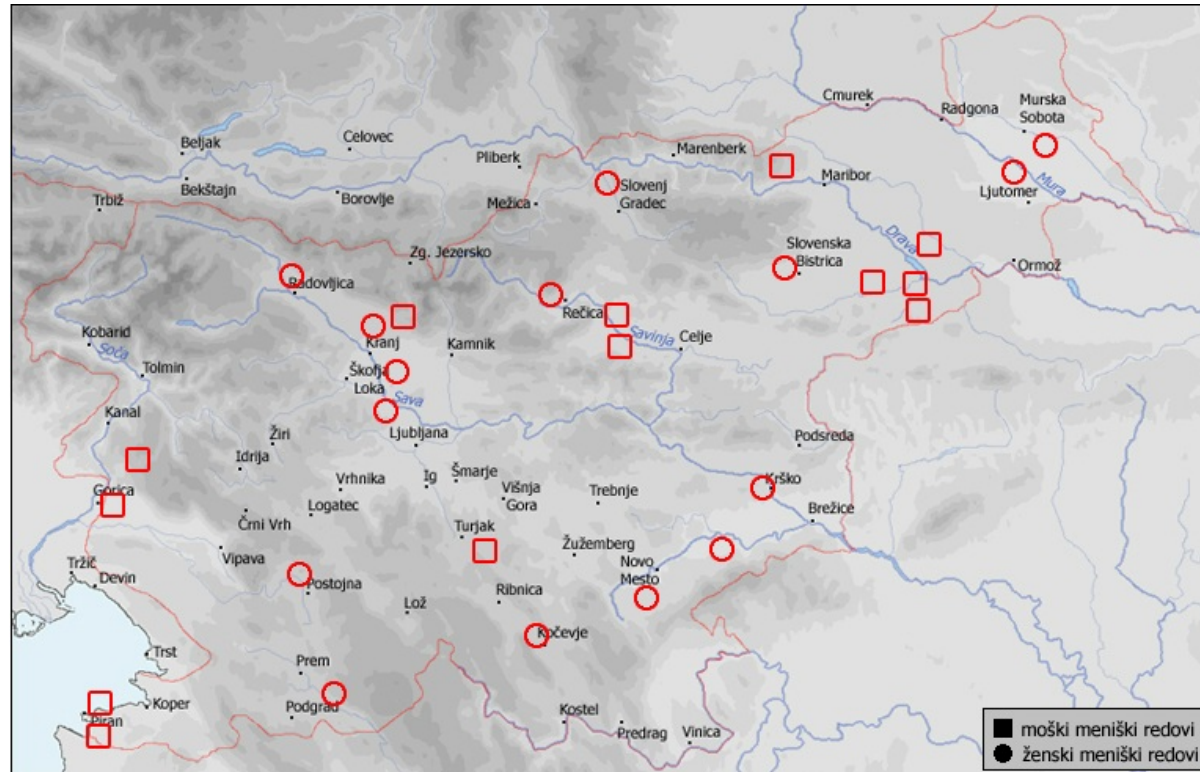 Cmurek
Radgona
Murska
Sobota
Beljak
Celovec
Pliberk
Marenberk
Maribor
Bekštajn
Borovlje
Mežica
Slovenj
Gradec
Ljutomer
Mura
Trbiž
Zg. Jezersko
Slovenska
Bistrica
Drava
Ormož
Radovljica
Rečica
Savinja
Celje
Kobarid
Soča
Tolmin
Kranj
Kamnik
Škofja
Loka
Sava
Kanal
Žiri
Ljubljana
Podsreda
Idrija
Vrhnika
Ig
Šmarje
Višnja
Gora
Trebnje
Krško
Gorica
Črni Vrh
Logatec
Brežice
Turjak
Vipava
Žužemberg
Novo
Mesto
Tržič
Devin
Postojna
Lož
Ribnica
Kočevje
Trst
Prem
Koper
Piran
Podgrad
Kostel
Predrag
Vinica
moški meniški redovi
ženski meniški redovi